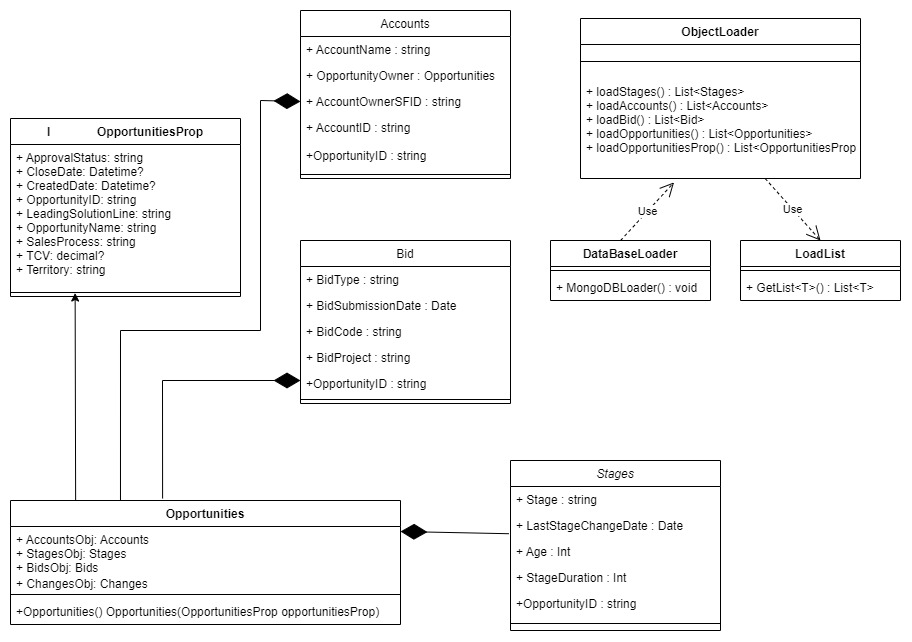 Accounts
+ AccountName : string
+ OpportunityOwner : Opportunities
+ AccountOwnerSFID : string
+ AccountID : string
+OpportunityID : string
ObjectLoader
+ loadStages() : List<Stages>
+ loadAccounts() : List<Accounts>
+ loadBid() : List<Bid>
+ loadOpportunities() : List<Opportunities>
+ loadOpportunitiesProp() : List<OpportunitiesProp
I OpportunitiesProp
+ ApprovalStatus: string
+ CloseDate: Datetime?
+ CreatedDate: Datetime?
+ OpportunityID: string
+ LeadingSolutionLine: string
+ OpportunityName: string
+ SalesProcess: string
+ TCV: decimal?
+ Territory: string
Use
Use
Bid
+ BidType : string
+ BidSubmissionDate : Date
+ BidCode : string
+ BidProject : string
+OpportunityID : string
DataBaseLoader
+ MongoDBLoader() : void
LoadList
+ GetList<T>() : List<T>
Opportunities
+ AccountsObj: Accounts
+ StagesObj: Stages
+ BidsObj: Bids
+ ChangesObj: Changes
+Opportunities() Opportunities(OpportunitiesProp opportunitiesProp)
Stages
+ Stage : string
+ LastStageChangeDate : Date
+ Age : Int
+ StageDuration : Int
+OpportunityID : string